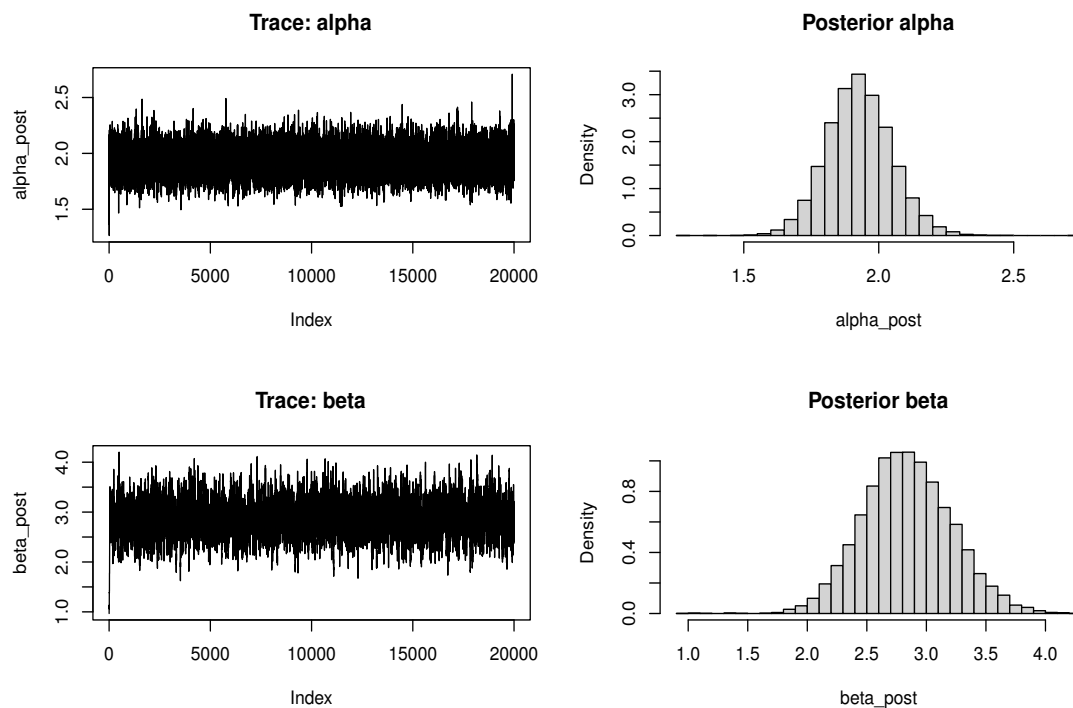 Trace: alpha
alpha_post
2.5
2.0
1.5
0 5000 10000 15000 20000
Index
Posterior alpha
Density
3.0
2.0
1.0
0.0
1.5 2.0 2.5
alpha_post
Trace: beta
beta_post
4.0
3.0
2.0
1.0
0 5000 10000 15000 20000
Index
Posterior beta
Density
0.8
0.4
0.0
1.0 1.5 2.0 2.5 3.0 3.5 4.0
beta_post